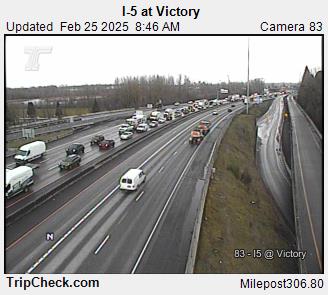 I-5 at Victory
Updated Feb 25 2025 8:46 AM Camera 83
N
83 - I5 @ Victory
TripCheck.com Milepost306.80